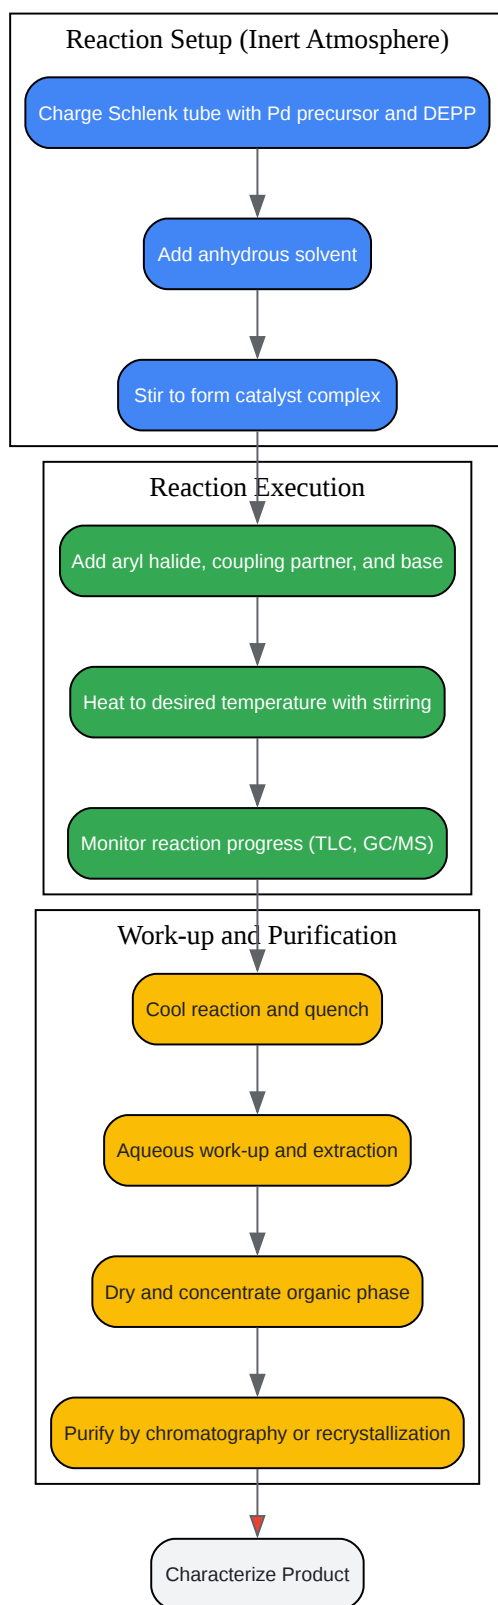 Reaction Setup (Inert Atmosphere)
Charge Schlenk tube with Pd precursor and DEPP
Add anhydrous solvent
Stir to form catalyst complex
Reaction Execution
Add aryl halide, coupling partner, and base
Heat to desired temperature with stirring
Monitor reaction progress (TLC, GC/MS)
Work-up and Purification
Cool reaction and quench
Aqueous work-up and extraction
Dry and concentrate organic phase
Purify by chromatography or recrystallization
Characterize Product